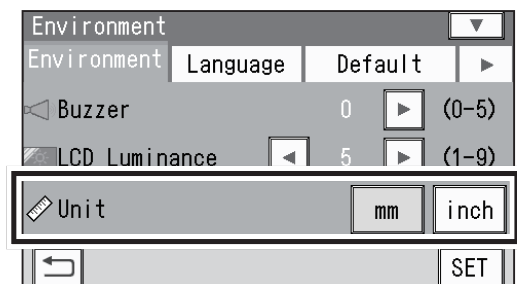 Environment ▼
Environment Language Default ▶
Buzzer 0 ▶ (0-5)
LCD Luminance ◀ 5 ▶ (1-9)
Unit mm inch
SET